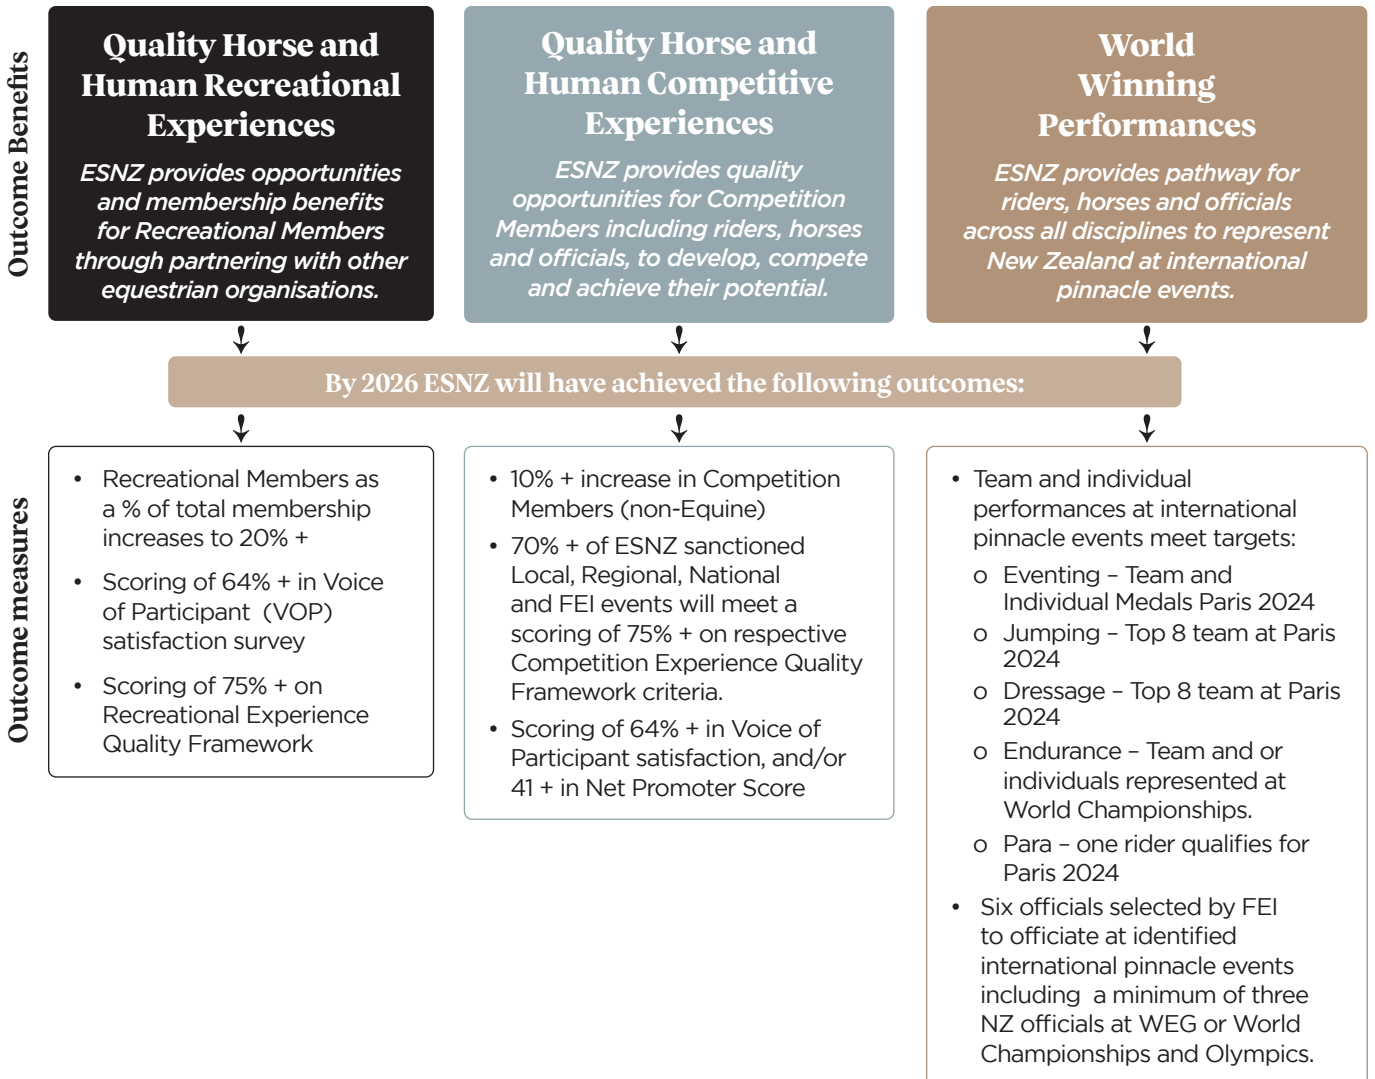 Outcome Benefits
Quality Horse and
Human Recreational
Experiences
ESNZ provides opportunities
and membership benefits
for Recreational Members
through partnering with other
equestrian organisations.
Quality Horse and
Human Competitive
Experiences
ESNZ provides quality
opportunities for Competition
Members including riders, horses
and officials, to develop, compete
and achieve their potential.
World
Winning
Performances
ESNZ provides pathway for
riders, horses and officials
across all disciplines to represent
New Zealand at international
pinnacle events.
By 2026 ESNZ will have achieved the following outcomes:
Outcome measures
• Recreational Members as
a % of total membership
increases to 20% +
• Scoring of 64% + in Voice
of Participant (VOP)
satisfaction survey
• Scoring of 75% + on
Recreational Experience
Quality Framework
• 10% + increase in Competition
Members (non-Equine)
• 70% + of ESNZ sanctioned
Local, Regional, National
and FEI events will meet a
scoring of 75% + on respective
Competition Experience Quality
Framework criteria.
• Scoring of 64% + in Voice of
Participant satisfaction, and/or
41 + in Net Promoter Score
• Team and individual
performances at international
pinnacle events meet targets:
o Eventing – Team and
Individual Medals Paris 2024
o Jumping – Top 8 team at Paris
2024
o Dressage – Top 8 team at Paris
2024
o Endurance – Team and or
individuals represented at
World Championships.
o Para – one rider qualifies for
Paris 2024
• Six officials selected by FEI
to officiate at identified
international pinnacle events
including a minimum of three
NZ officials at WEG or World
Championships and Olympics.